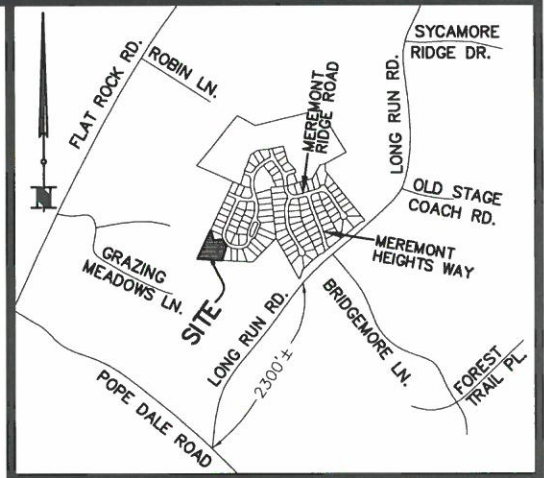 FLAT ROCK RD.
ROBIN LN.
SYCAMORE
RIDGE DR.
LONG RUN RD.
MEREMONT
RIDGE ROAD
OLD STAGE
COACH RD.
MEREMONT
HEIGHTS WAY
GRAZING
MEADOWS LN.
SITE
LONG RUN RD.
2300'±
BRIDGEMORE LN.
FOREST
TRAIL PL.
POPE DALE ROAD
N